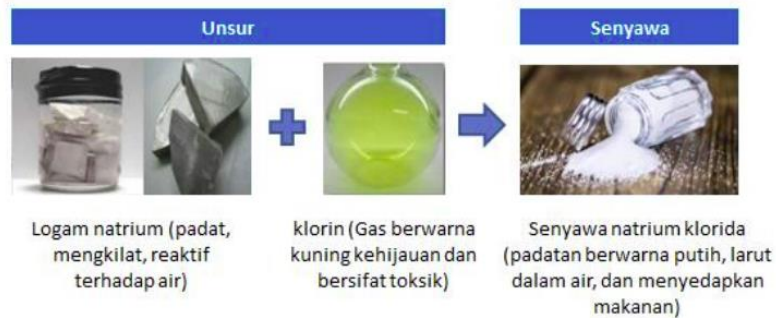 Unsur
Senyawa
Logam natrium (padat,
mengkilat, reaktif
terhadap air)
klorin (Gas berwarna
kuning kehijauan dan
bersifat toksik)
Senyawa natrium klorida
(padatan berwarna putih, larut
dalam air, dan menyedapkan
makanan)